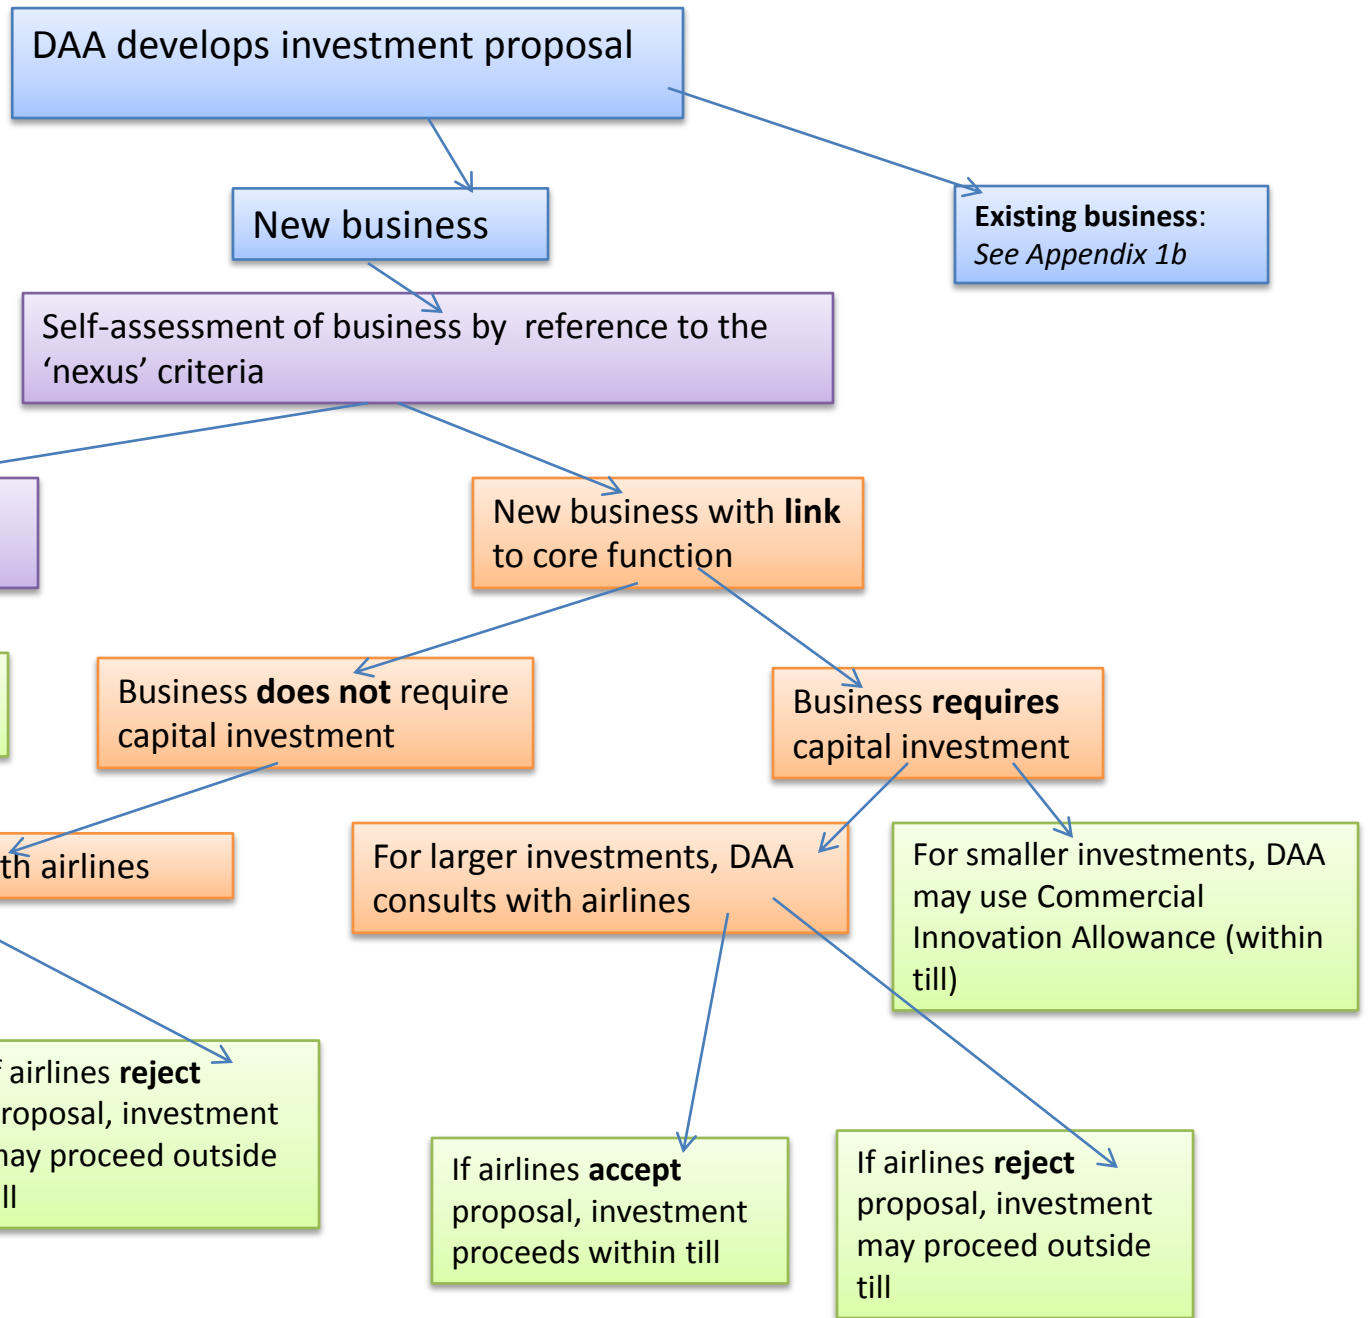 DAA develops investment proposal
New business
Existing business:
See Appendix 1b
Self-assessment of business by reference to the
‘nexus’ criteria
New business with link
to core function
Business does not require
capital investment
Business requires
capital investment
airlines
For larger investments, DAA
consults with airlines
For smaller investments, DAA
may use Commercial
Innovation Allowance (within
till)
airlines reject
proposal, investment
may proceed outside
If airlines accept
proposal, investment
proceeds within till
If airlines reject
proposal, investment
may proceed outside
till